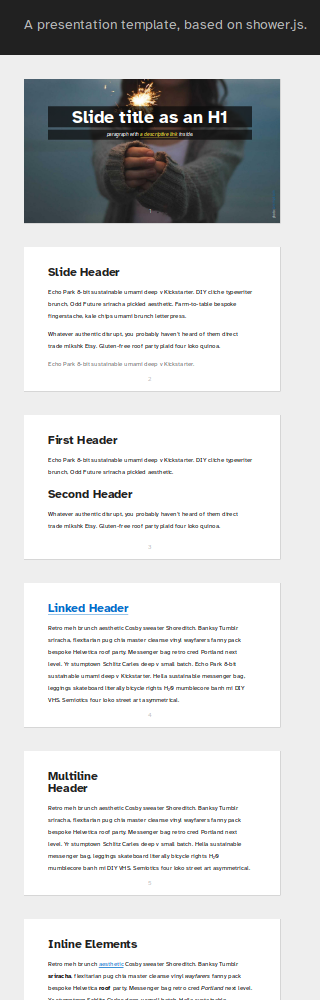 A presentation template, based on shower.js.
Slide title as an H1
paragraph with a descriptive link inside
1
Slide Header
Echo Park 8-bit sustainable umami deep v Kickstarter. DIY cliche typewriter
brunch. Odd Future sriracha pickled aesthetic. Farm-to-table bespoke
fingerstache, kale chips umami brunch letterpress.
Whatever authentic disrupt, you probably haven't heard of them direct
trade mlkshk Etsy. Gluten-free roof party plaid four loko quinoa.
Echo Park 8-bit sustainable umami deep v Kickstarter.
2
First Header
Echo Park 8-bit sustainable umami deep v Kickstarter. DIY cliche typewriter
brunch. Odd Future sriracha pickled aesthetic.
Second Header
Whatever authentic disrupt, you probably haven't heard of them direct
trade mlkshk Etsy. Gluten-free roof party plaid four loko quinoa.
3
Linked Header
Retro meh brunch aesthetic Cosby sweater Shoreditch. Banksy Tumblr
sriracha, flexitarian pug chia master cleanse vinyl wayfarers fanny pack
bespoke Helvetica roof party. Messenger bag retro cred Portland next
level. Yr stumptown Schlitz Carles deep v small batch. Echo Park 8-bit
sustainable umami deep v Kickstarter. Hella sustainable messenger bag,
leggings skateboard literally bicycle rights H₂0 mumblecore banh mi DIY
VHS. Semiotics four loko street art asymmetrical.
4
Multiline
Header
Retro meh brunch aesthetic Cosby sweater Shoreditch. Banksy Tumblr
sriracha, flexitarian pug chia master cleanse vinyl wayfarers fanny pack
bespoke Helvetica roof party. Messenger bag retro cred Portland next
level. Yr stumptown Schlitz Carles deep v small batch. Hella sustainable
messenger bag, leggings skateboard literally bicycle rights H₂0
mumblecore banh mi DIY VHS. Semiotics four loko street art asymmetrical.
5
Inline Elements
Retro meh brunch aesthetic Cosby sweater Shoreditch. Banksy Tumblr
sriracha, flexitarian pug chia master cleanse vinyl wayfarers fanny pack
bespoke Helvetica roof party. Messenger bag retro cred Portland next level.